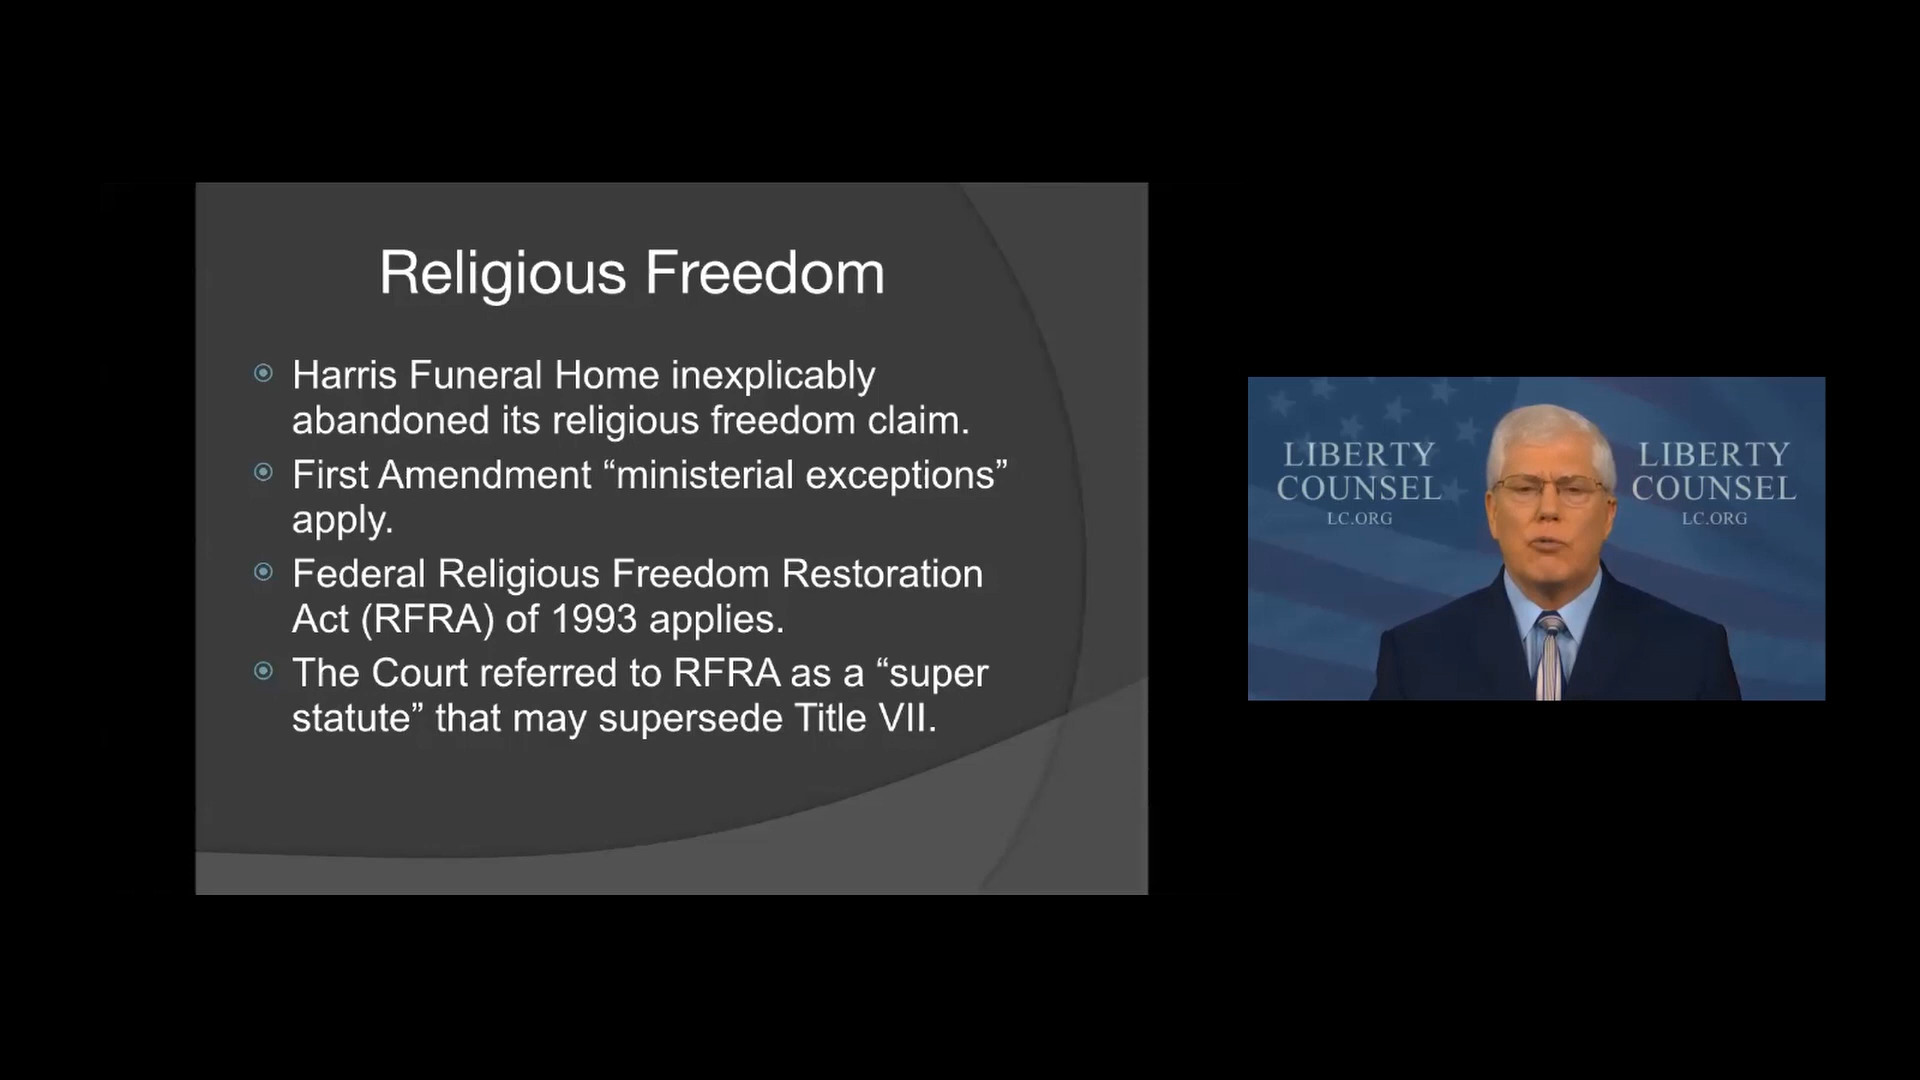 Religious Freedom
Harris Funeral Home inexplicably
abandoned its religious freedom claim.
First Amendment “ministerial exceptions”
apply.
Federal Religious Freedom Restoration
Act (RFRA) of 1993 applies.
The Court referred to RFRA as a “super
statute” that may supersede Title VII.
LIBERTY
COUNSEL
LC.ORG
LIBERTY
COUNSEL
LC.ORG